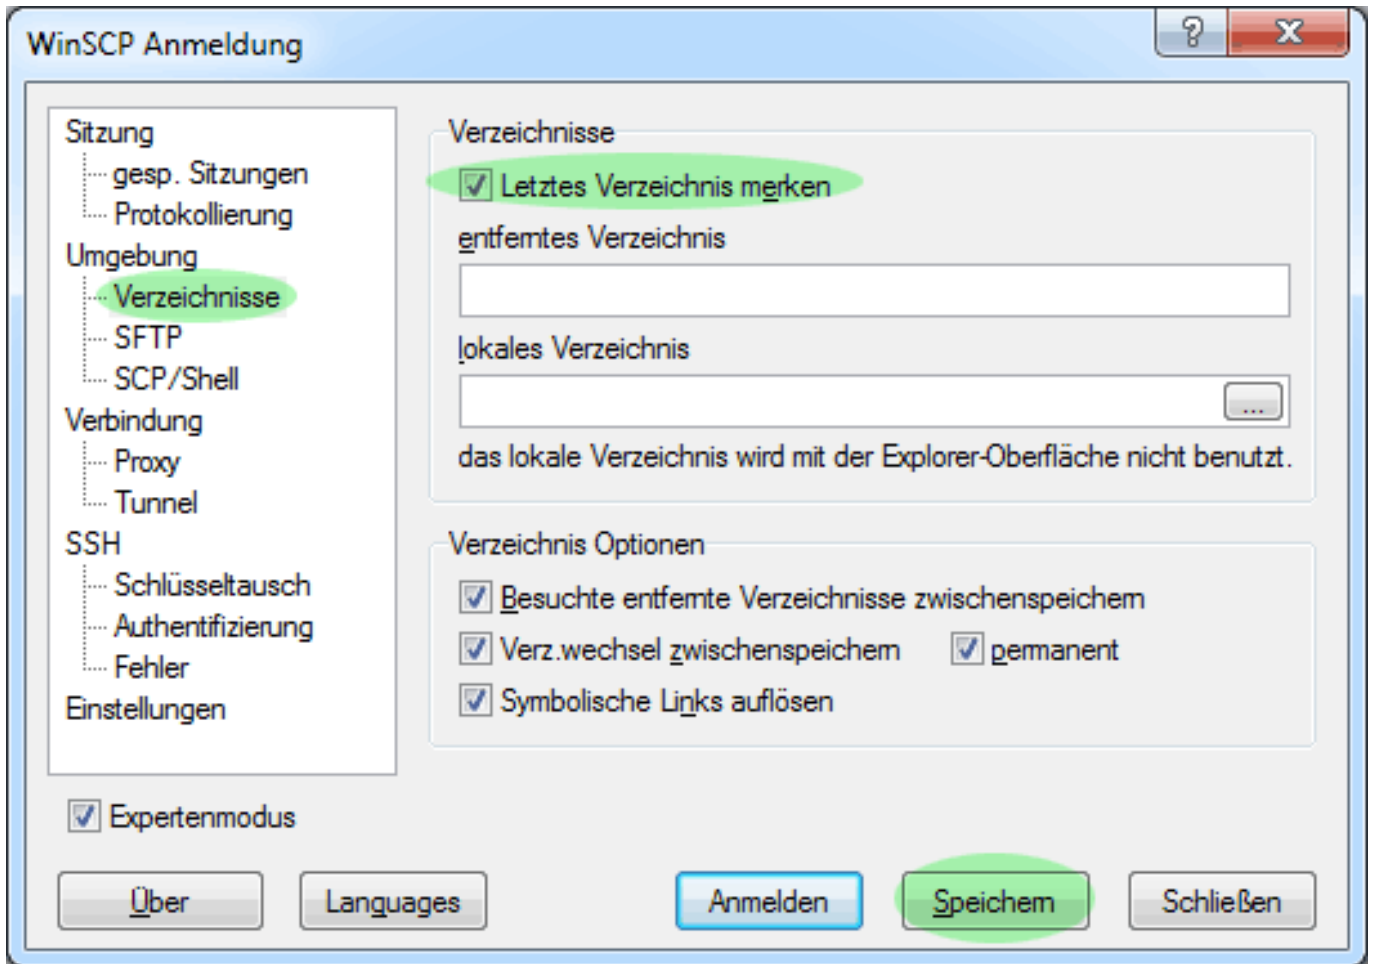 WinSCP Anmeldung
?
Sitzung
gesp. Sitzungen
Protokollierung
Umgebung
Verzeichnisse
SFTP
SCP/Shell
Verbindung
Proxy
Tunnel
SSH
Schlüsseltausch
Authentifizierung
Fehler
Einstellungen
Verzeichnisse
Letztes Verzeichnis merken
entferntes Verzeichnis
lokales Verzeichnis
...
das lokale Verzeichnis wird mit der Explorer-Oberfläche nicht benutzt.
Verzeichnis Optionen
Besuchte entfernte Verzeichnisse zwischenspeichern
Verz.wechsel zwischenspeichern permanent
Symbolische Links auflösen
Expertenmodus
Über Languages Anmelden Speichern Schließen